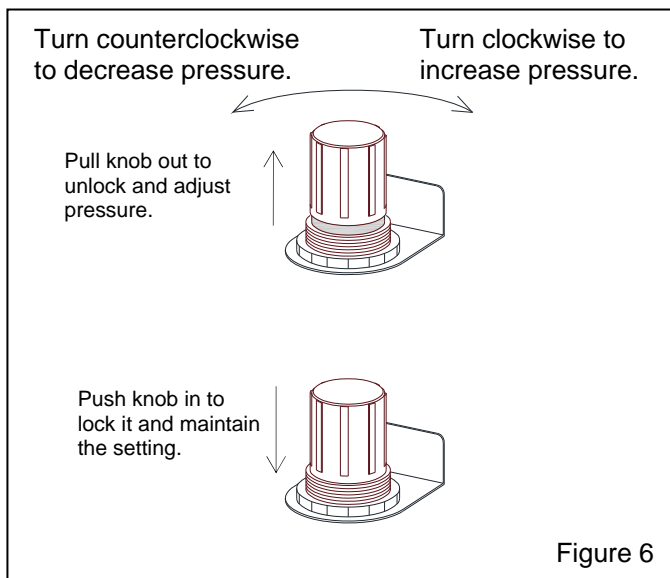 Turn counterclockwise
to decrease pressure.
Turn clockwise to
increase pressure.
Pull knob out to
unlock and adjust
pressure.
Push knob in to
lock it and maintain
the setting.
Figure 6